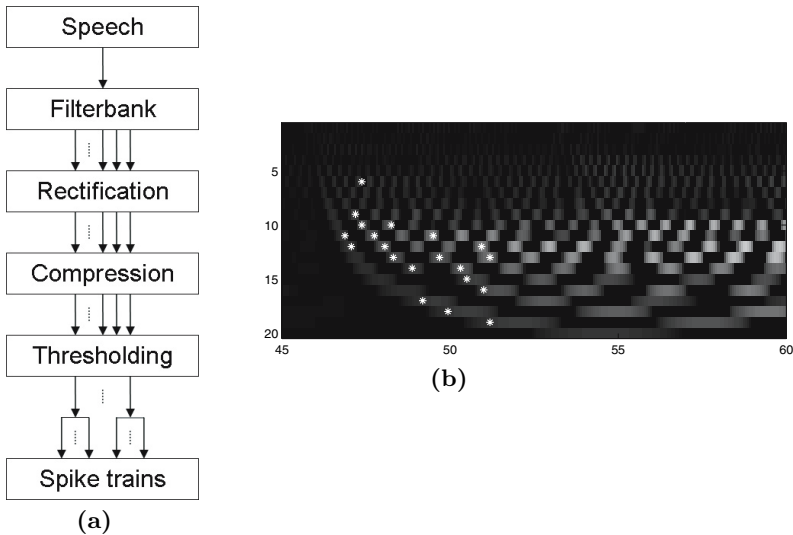 Speech
Filterbank
Rectification
Compression
Thresholding
Spike trains
(a)
5
10
15
20
45 50 55 60
(b)